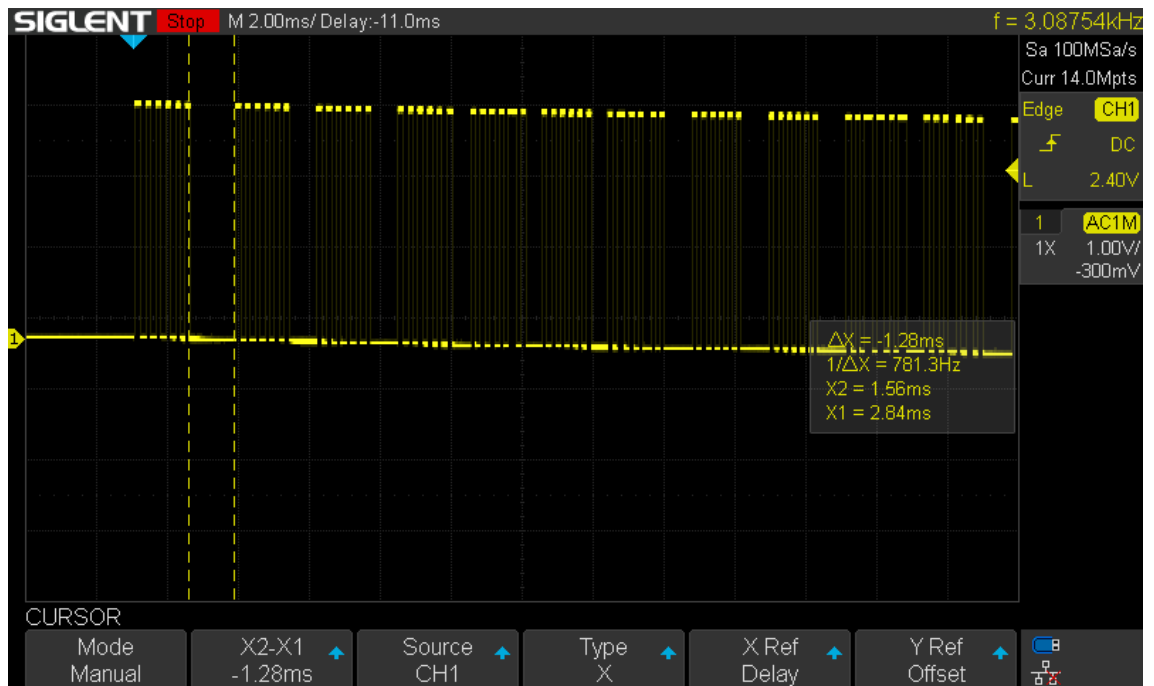 SIGLENT Stop M 2.00ms/ Delay:-11.0ms f = 3.08754kHz
Sa 100MSa/s
Curr 14.0Mpts
Edge CH1
DC
L 2.40V
1 AC1M
1X 1.00V/
-300mV
1
ΔX = -1.28ms
1/ΔX = 781.3Hz
X2 = 1.56ms
X1 = 2.84ms
CURSOR
Mode X2-X1 Source Type X Ref Y Ref
Manual -1.28ms CH1 X Delay Offset